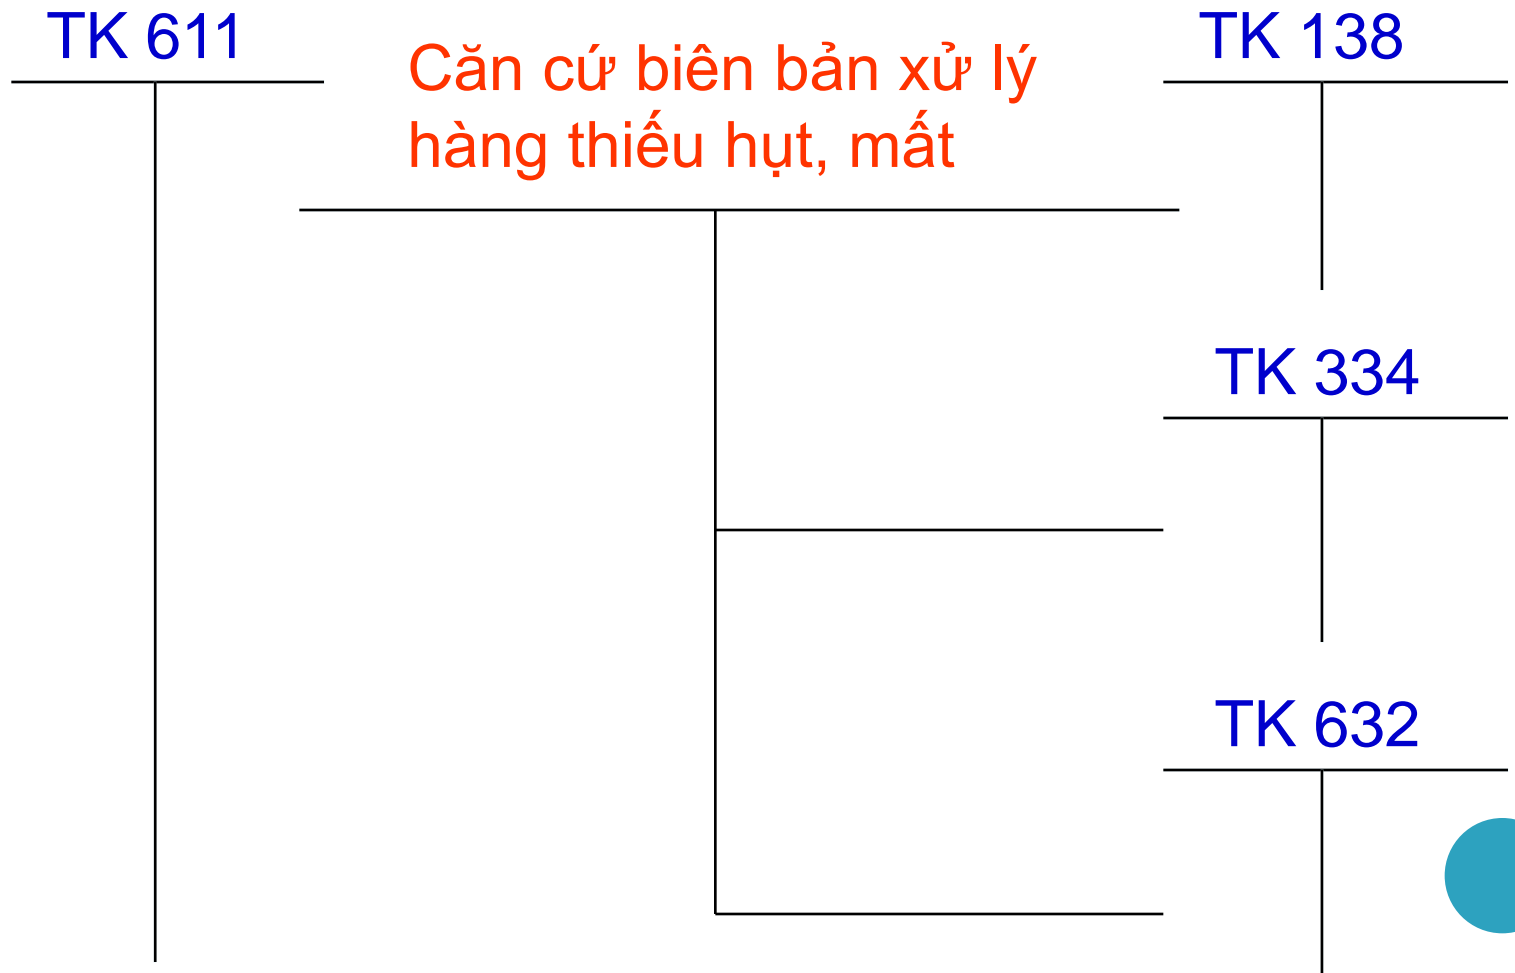 TK 611
Căn cứ biên bản xử lý
hàng thiếu hụt, mất
TK 138
TK 334
TK 632